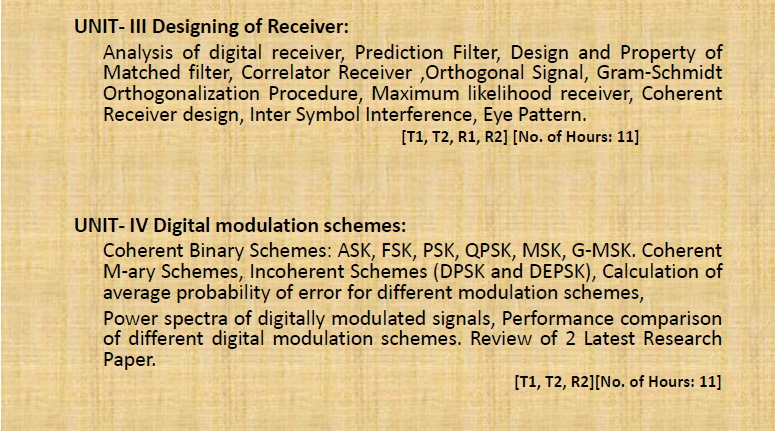 UNIT- III Designing of Receiver:
Analysis of digital receiver, Prediction Filter, Design and Property of
Matched filter, Correlator Receiver ,Orthogonal Signal, Gram-Schmidt
Orthogonalization Procedure, Maximum likelihood receiver, Coherent
Receiver design, Inter Symbol Interference, Eye Pattern.
[T1, T2, R1, R2] [No. of Hours: 11]
UNIT- IV Digital modulation schemes:
Coherent Binary Schemes: ASK, FSK, PSK, QPSK, MSK, G-MSK. Coherent
M-ary Schemes, Incoherent Schemes (DPSK and DEPSK), Calculation of
average probability of error for different modulation schemes,
Power spectra of digitally modulated signals, Performance comparison
of different digital modulation schemes. Review of 2 Latest Research
Paper.
[T1, T2, R2][No. of Hours: 11]